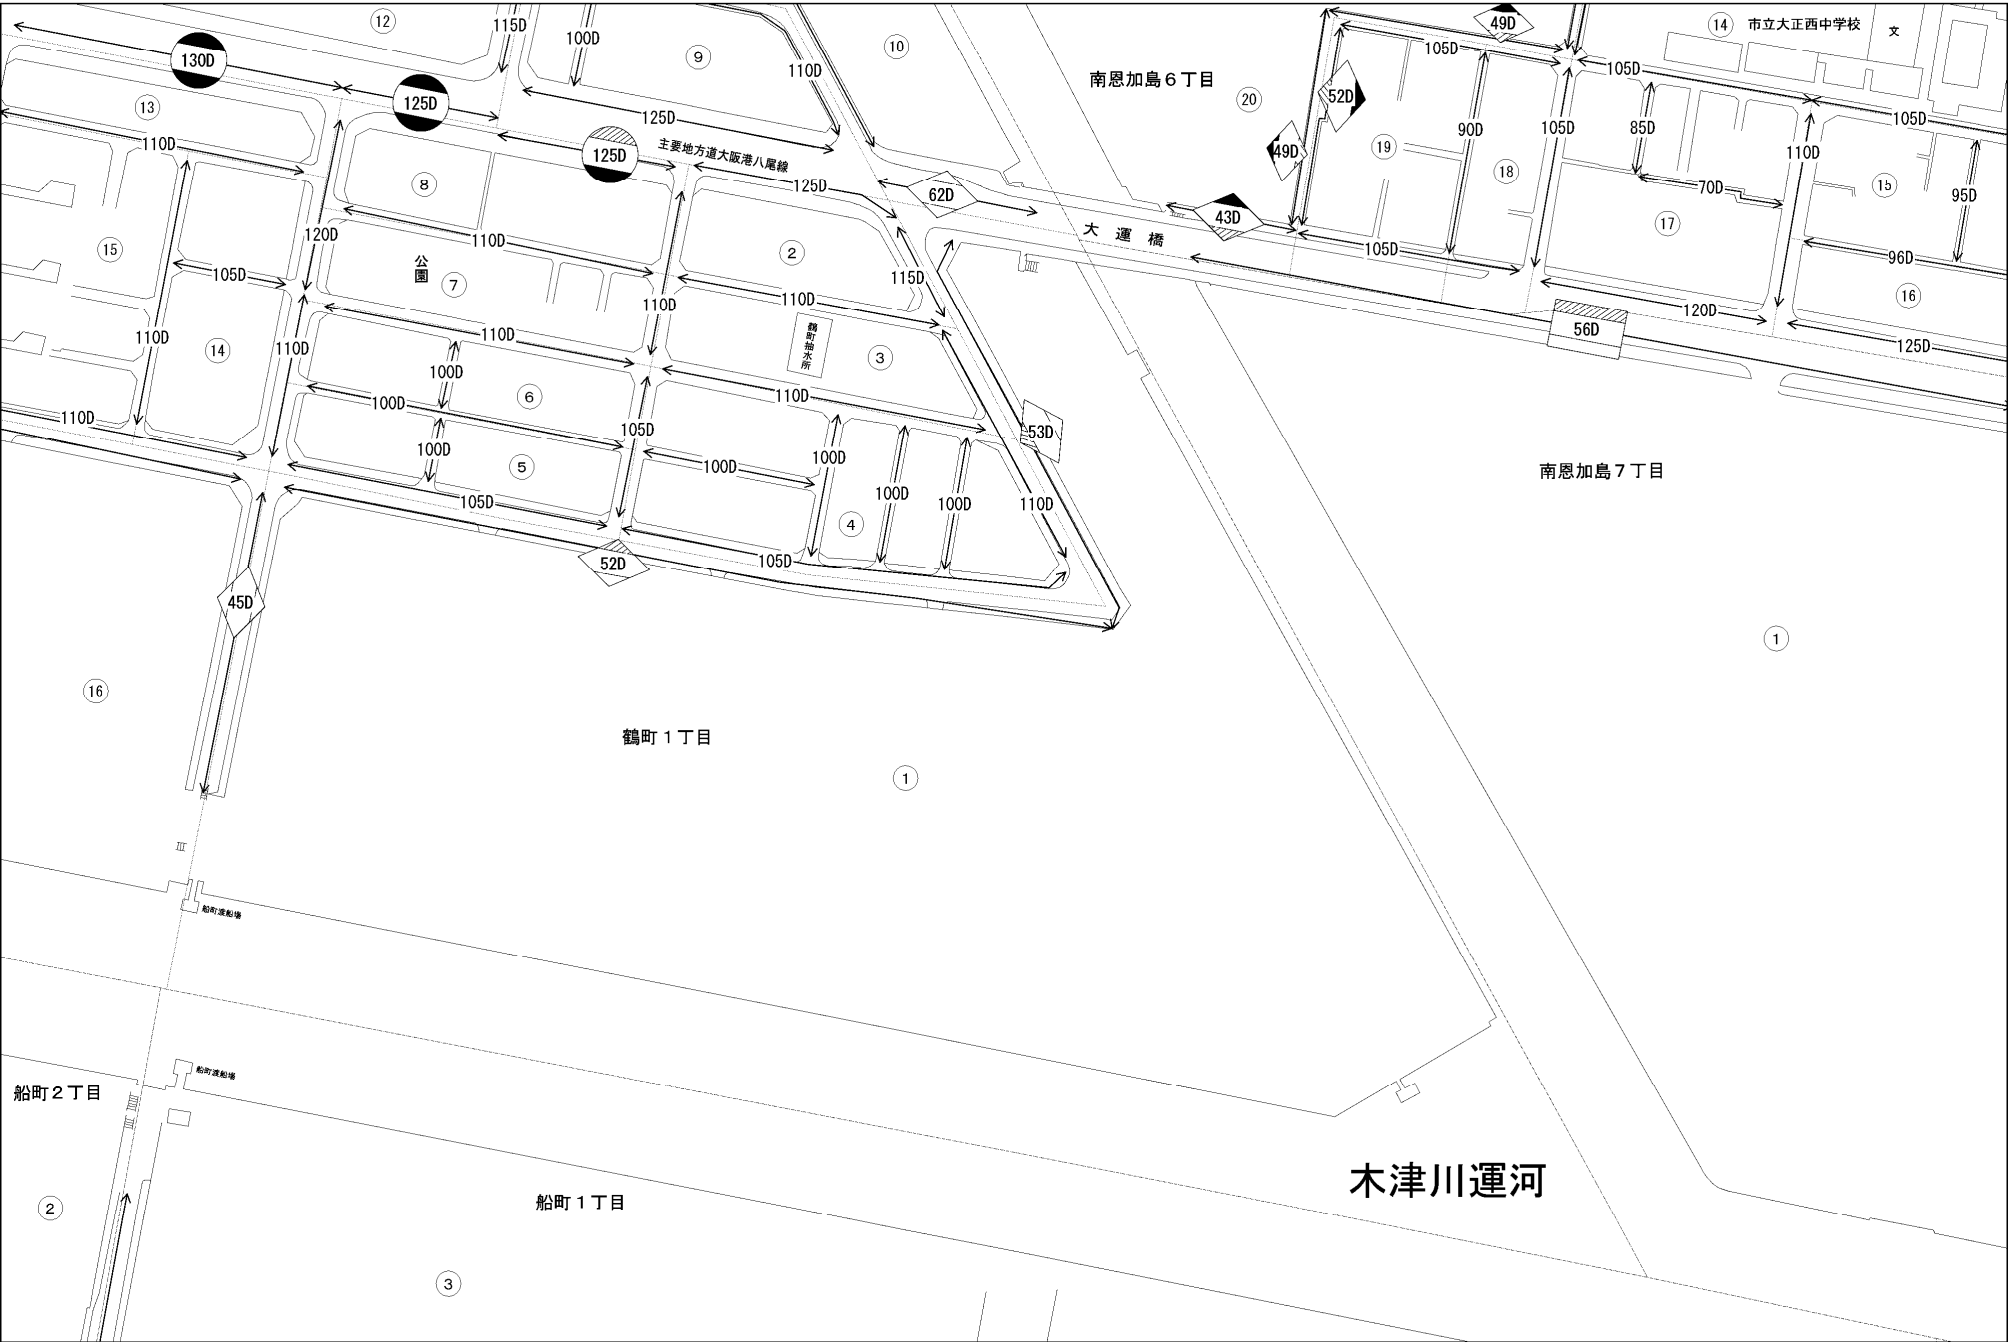 ⑫
115D
100D
⑨
⑩
49D
⑭
市立大正西中学校
文
130D
110D
105D
105D
南恩加島６丁目
⑳
52D
125D
⑬
125D
90D
105D
85D
105D
110D
125D
主要地方道大阪港八尾線
49D
⑲
⑱
110D
⑧
125D
62D
43D
70D
⑮
95D
⑰
120D
110D
②
大運橋
105D
⑮
公園
⑦
105D
110D
115D
96D
110D
⑯
110D
鶴町抽水所
③
120D
56D
110D
⑭
110D
110D
125D
100D
⑥
110D
100D
110D
105D
53D
100D
⑤
100D
100D
南恩加島７丁目
105D
100D
100D
110D
④
52D
105D
45D
①
⑯
鶴町１丁目
①
船町渡船場
船町渡船場
船町２丁目
木津川運河
②
船町１丁目
③